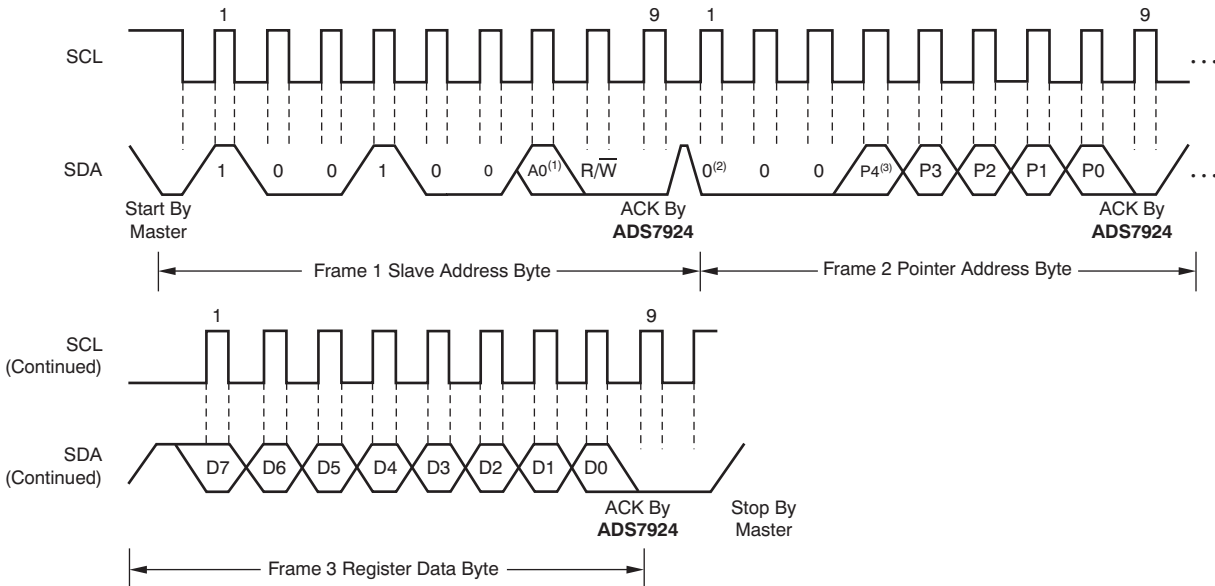 1 9 1 9
SCL ...
SDA 1 0 0 1 0 0 A0(1) R/W̅ 0(2) 0 0 P4(3) P3 P2 P1 P0 ...
Start By
Master
ACK By
ADS7924
ACK By
ADS7924
Frame 1 Slave Address Byte
Frame 2 Pointer Address Byte
1 9
SCL
(Continued)
SDA
(Continued)
D7 D6 D5 D4 D3 D2 D1 D0
ACK By
ADS7924
Stop By
Master
Frame 3 Register Data Byte